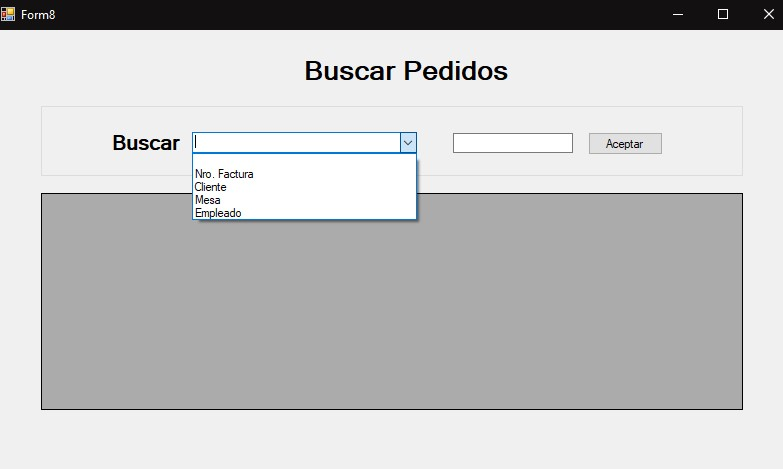 Form8
Buscar Pedidos
Buscar
Aceptar
Nro. Factura
Cliente
Mesa
Empleado